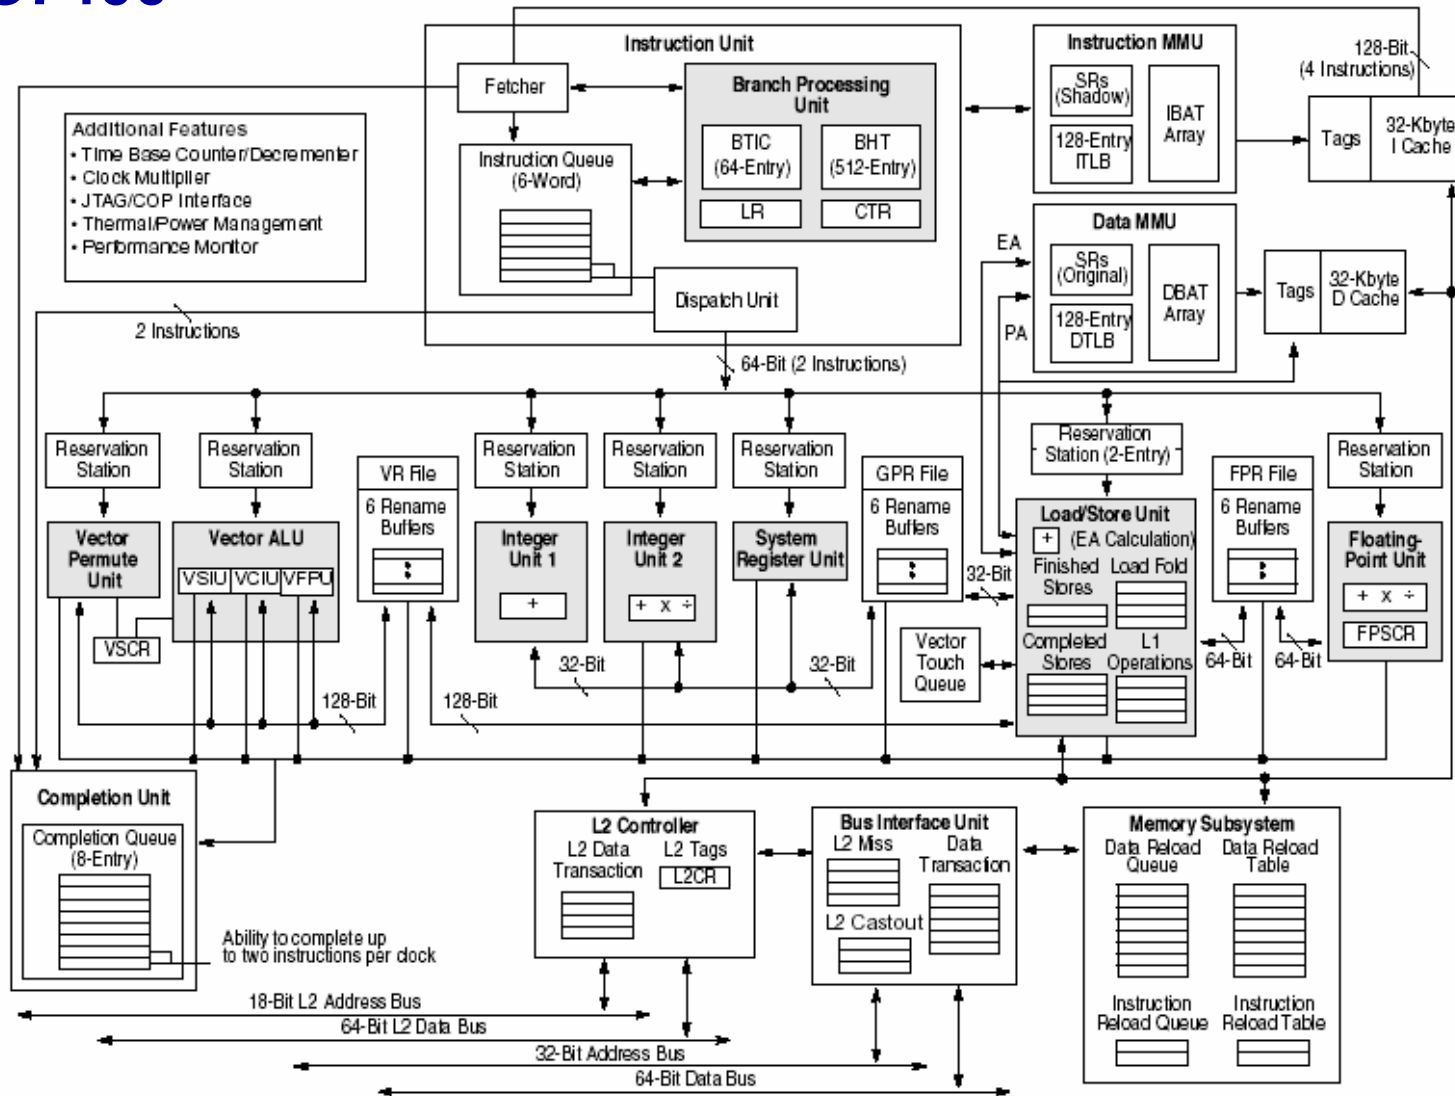 Instruction Unit
Fetcher
Branch Processing
Unit
BTIC
(64-Entry)
BHT
(512-Entry)
LR
CTR
Instruction Queue
(6-Word)
Dispatch Unit
Additional Features
• Time Base Counter/Decrementer
• Clock Multiplier
• JTAG/COP Interface
• Thermal/Power Management
• Performance Monitor
Instruction MMU
SRs
(Shadow)
128-Entry
ITLB
IBAT
Array
128-Bit
(4 Instructions)
Tags
32-Kbyte
I Cache
Data MMU
SRs
(Original)
128-Entry
DTLB
DBAT
Array
EA
PA
Tags
32-Kbyte
D Cache
2 Instructions
64-Bit (2 Instructions)
Reservation
Station
Reservation
Station
VR File
6 Rename
Buffers
Reservation
Station
Reservation
Station
Reservation
Station
GPR File
6 Rename
Buffers
Reservation
Station (2-Entry)
FPR File
6 Rename
Buffers
Reservation
Station
Vector
Permute
Unit
Vector ALU
VSIU
VCIU
VFPU
VSCR
Integer
Unit 1
+
Integer
Unit 2
+ x ÷
System
Register Unit
Load/Store Unit
+
(EA Calculation)
Finished
Stores
Load Fold
Completed
Stores
L1
Operations
Floating-
Point Unit
+ x ÷
FPSCR
32-Bit
Vector
Touch
Queue
64-Bit
64-Bit
32-Bit
32-Bit
128-Bit
128-Bit
Completion Unit
Completion Queue
(8-Entry)
Ability to complete up
to two instructions per clock
L2 Controller
L2 Data
Transaction
L2 Tags
L2CR
Bus Interface Unit
L2 Miss
Data
Transaction
L2 Castout
Memory Subsystem
Data Reload
Queue
Data Reload
Table
Instruction
Reload Queue
Instruction
Reload Table
18-Bit L2 Address Bus
64-Bit L2 Data Bus
32-Bit Address Bus
64-Bit Data Bus